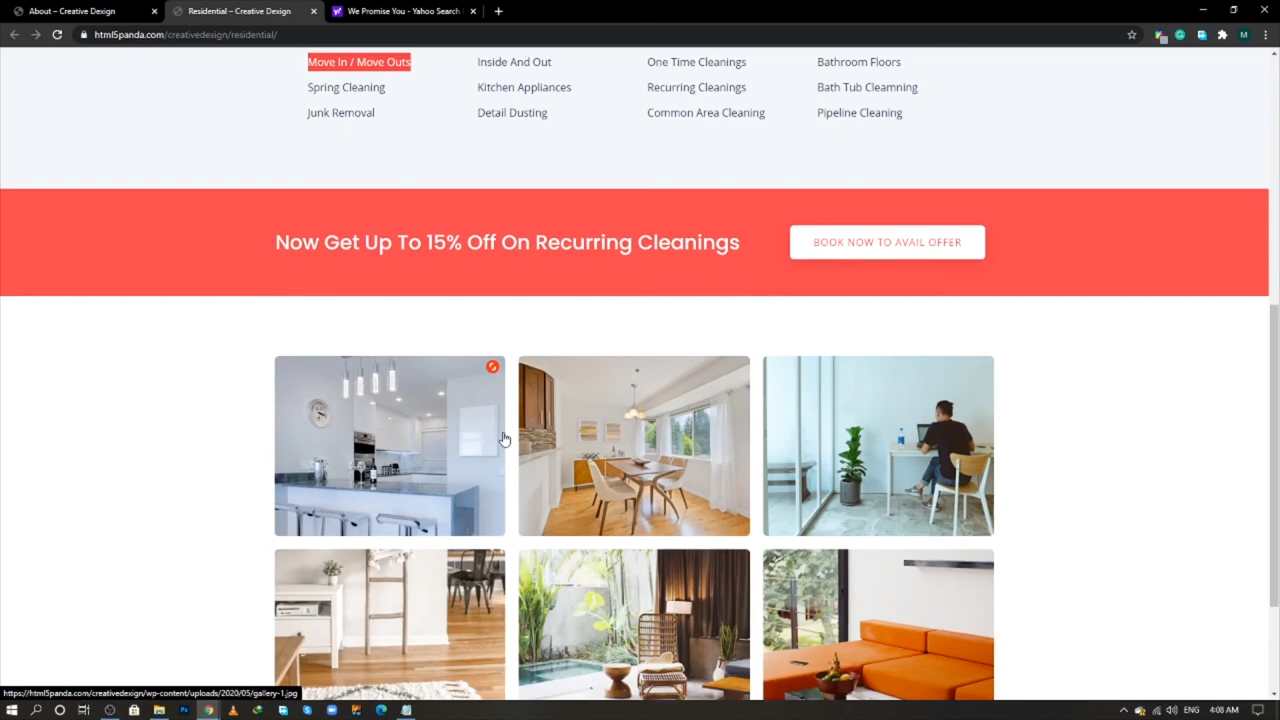 About – Creative Design
Residential – Creative Design
We Promise You - Yahoo Search
html5panda.com/creativedexign/residential/
M
Move In / Move Outs
Inside And Out
One Time Cleanings
Bathroom Floors
Spring Cleaning
Kitchen Appliances
Recurring Cleanings
Bath Tub Cleamning
Junk Removal
Detail Dusting
Common Area Cleaning
Pipeline Cleaning
Now Get Up To 15% Off On Recurring Cleanings
BOOK NOW TO AVAIL OFFER
https://html5panda.com/creativedexign/wp-content/uploads/2020/05/gallery-1.jpg
Ps
ENG
4:08 AM